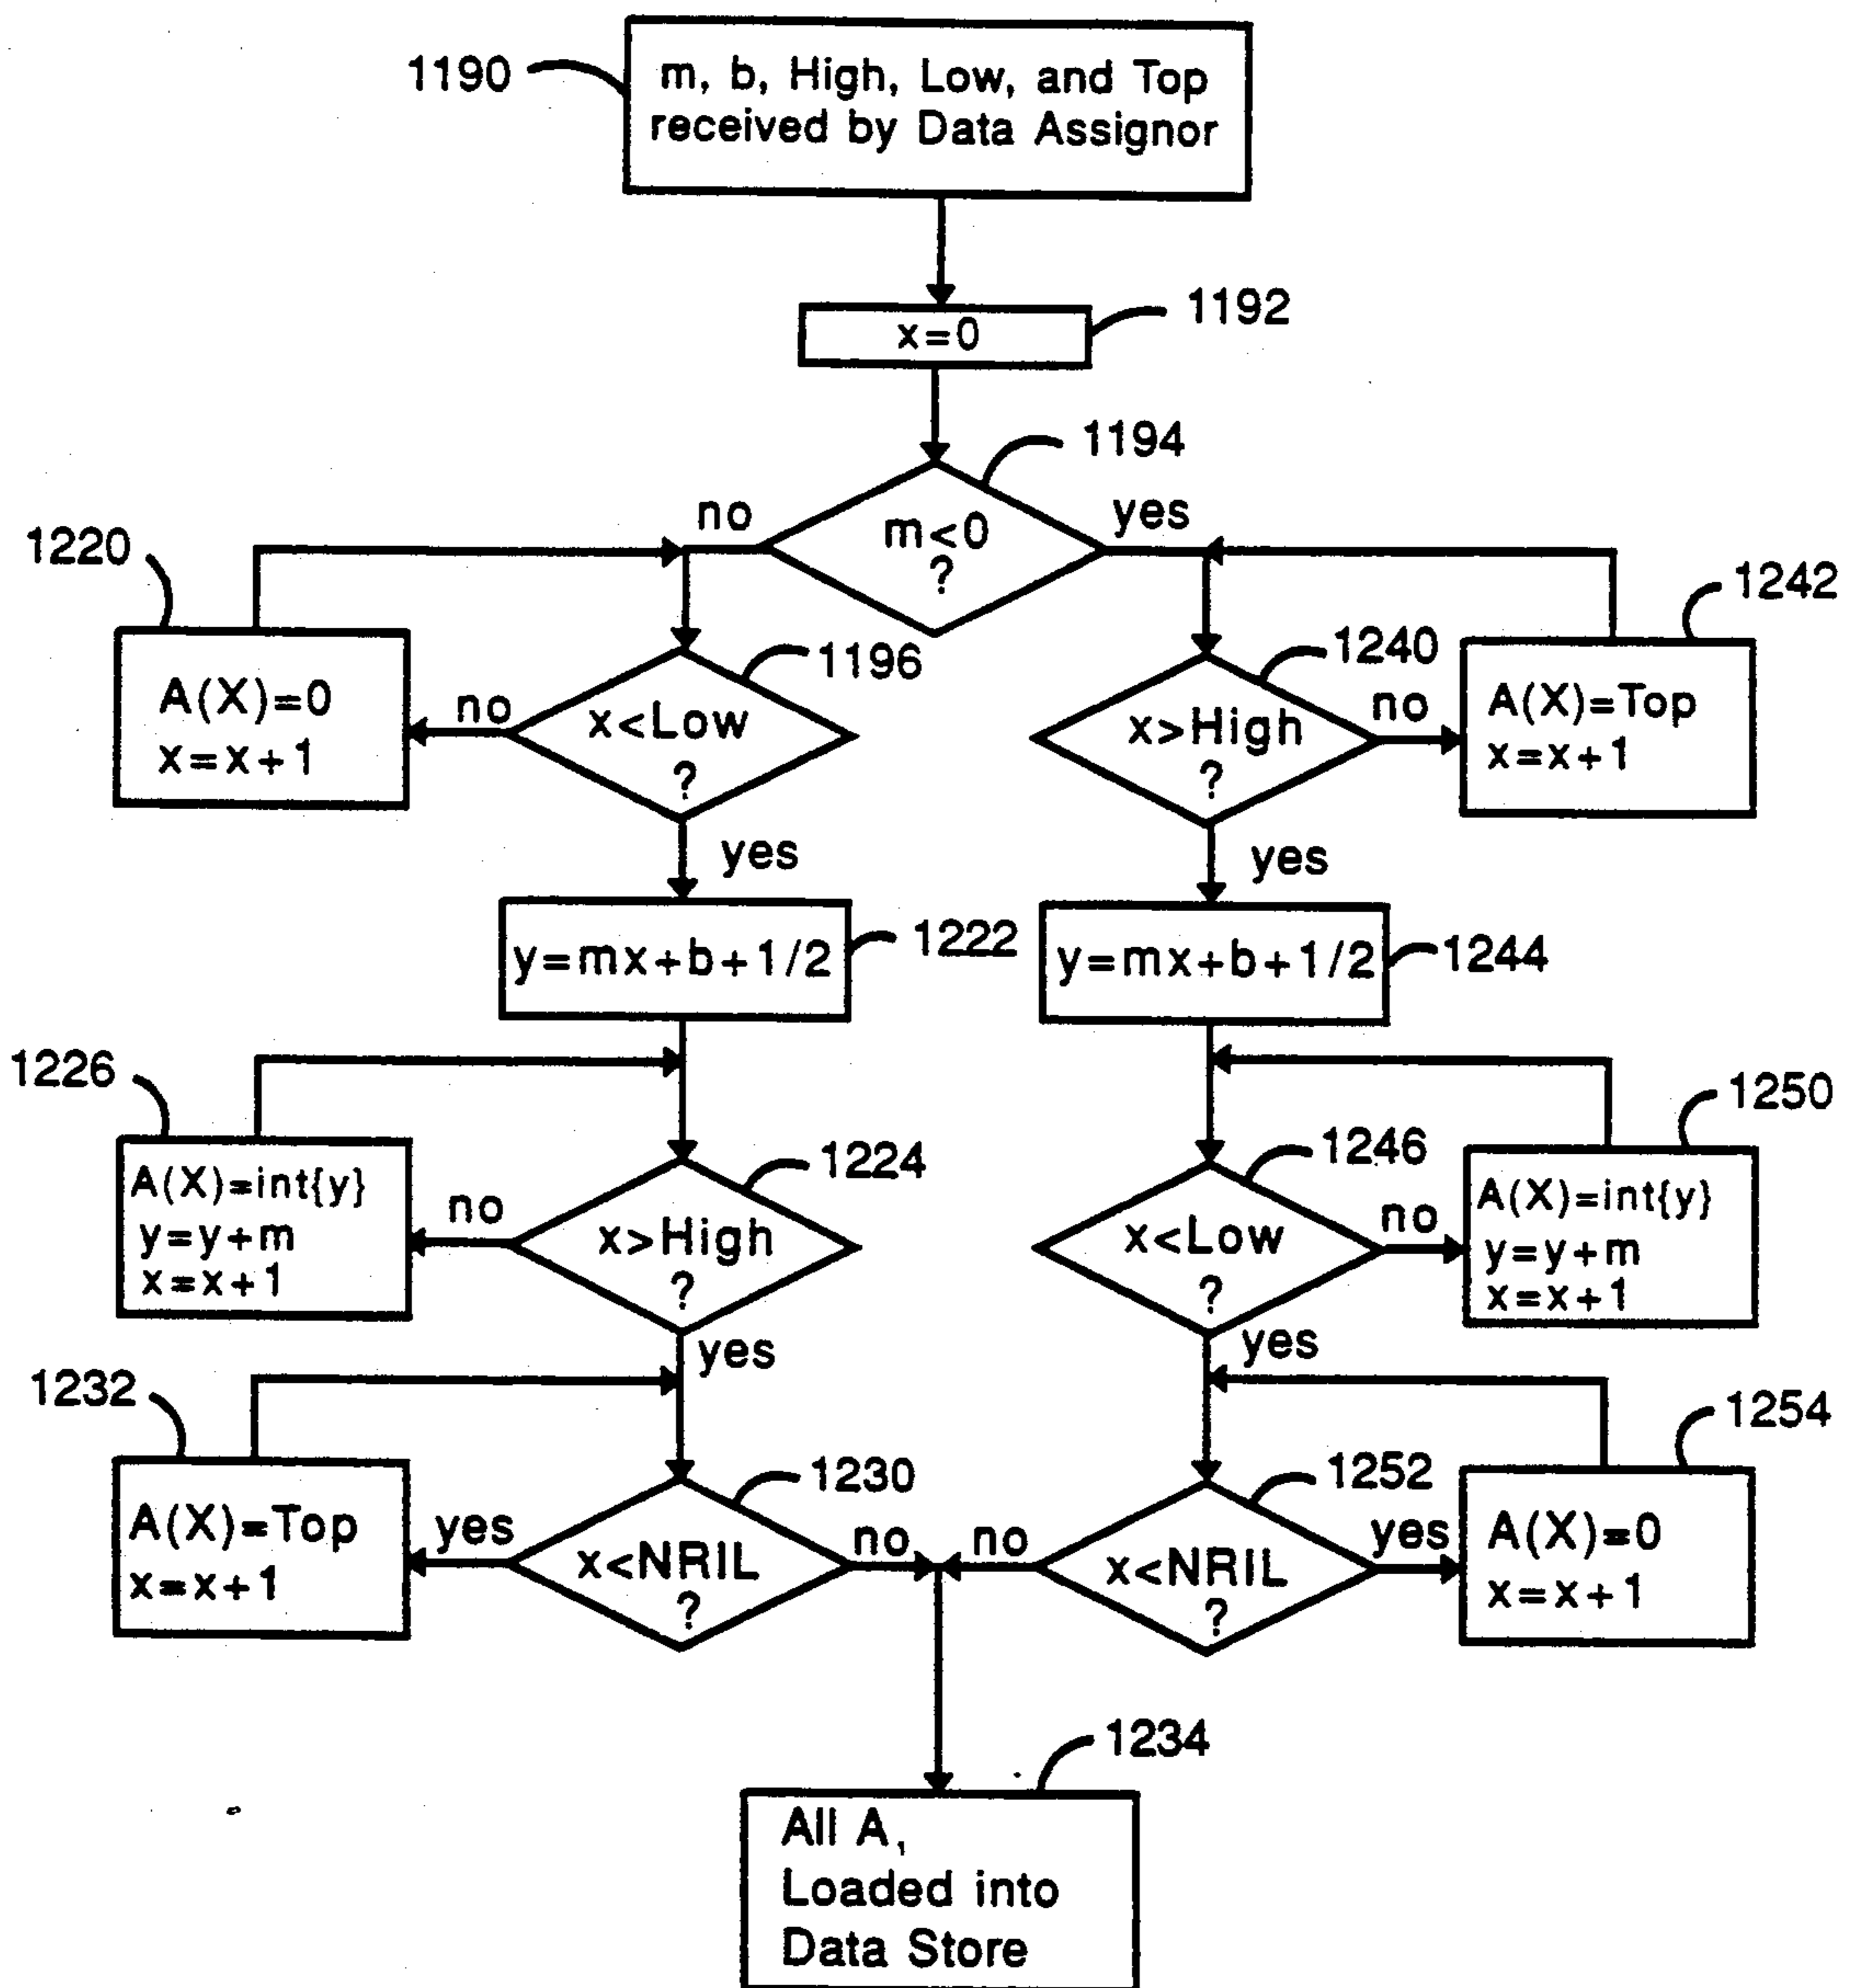 1190
m, b, High, Low, and Top
received by Data Assignor
1192
x=0
1194
no
m<0
?
yes
1220
1242
1196
1240
A(X)=0
x=x+1
no
x<Low
?
x>High
?
no
A(X)=Top
x=x+1
yes
yes
y=mx+b+1/2
1222
y=mx+b+1/2
1244
1226
1250
1224
1246
A(X)=int{y}
y=y+m
x=x+1
no
x>High
?
x<Low
?
no
A(X)=int{y}
y=y+m
x=x+1
yes
yes
1232
1254
1230
1252
A(X)=Top
x=x+1
yes
x<NRIL
?
no
no
x<NRIL
?
yes
A(X)=0
x=x+1
1234
All A,
Loaded into
Data Store